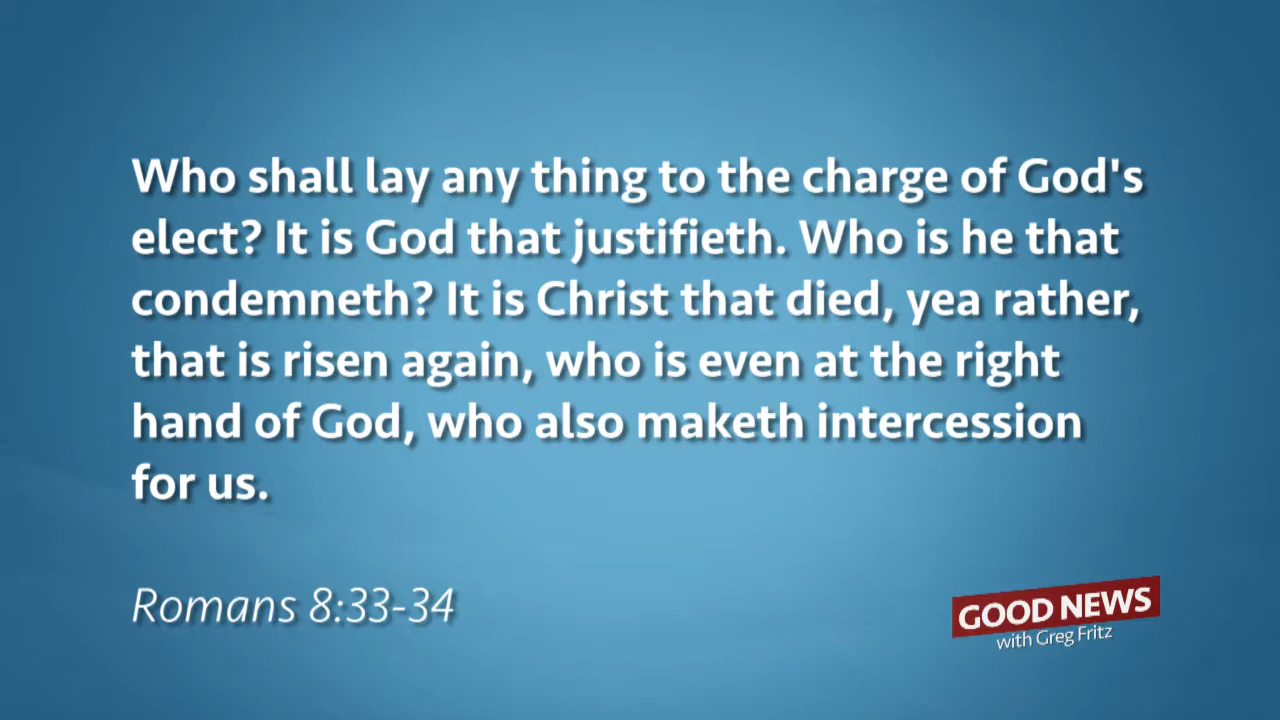 Who shall lay any thing to the charge of God's
elect? It is God that justifieth. Who is he that
condemneth? It is Christ that died, yea rather,
that is risen again, who is even at the right
hand of God, who also maketh intercession
for us.
Romans 8:33-34
GOOD NEWS
with Greg Fritz